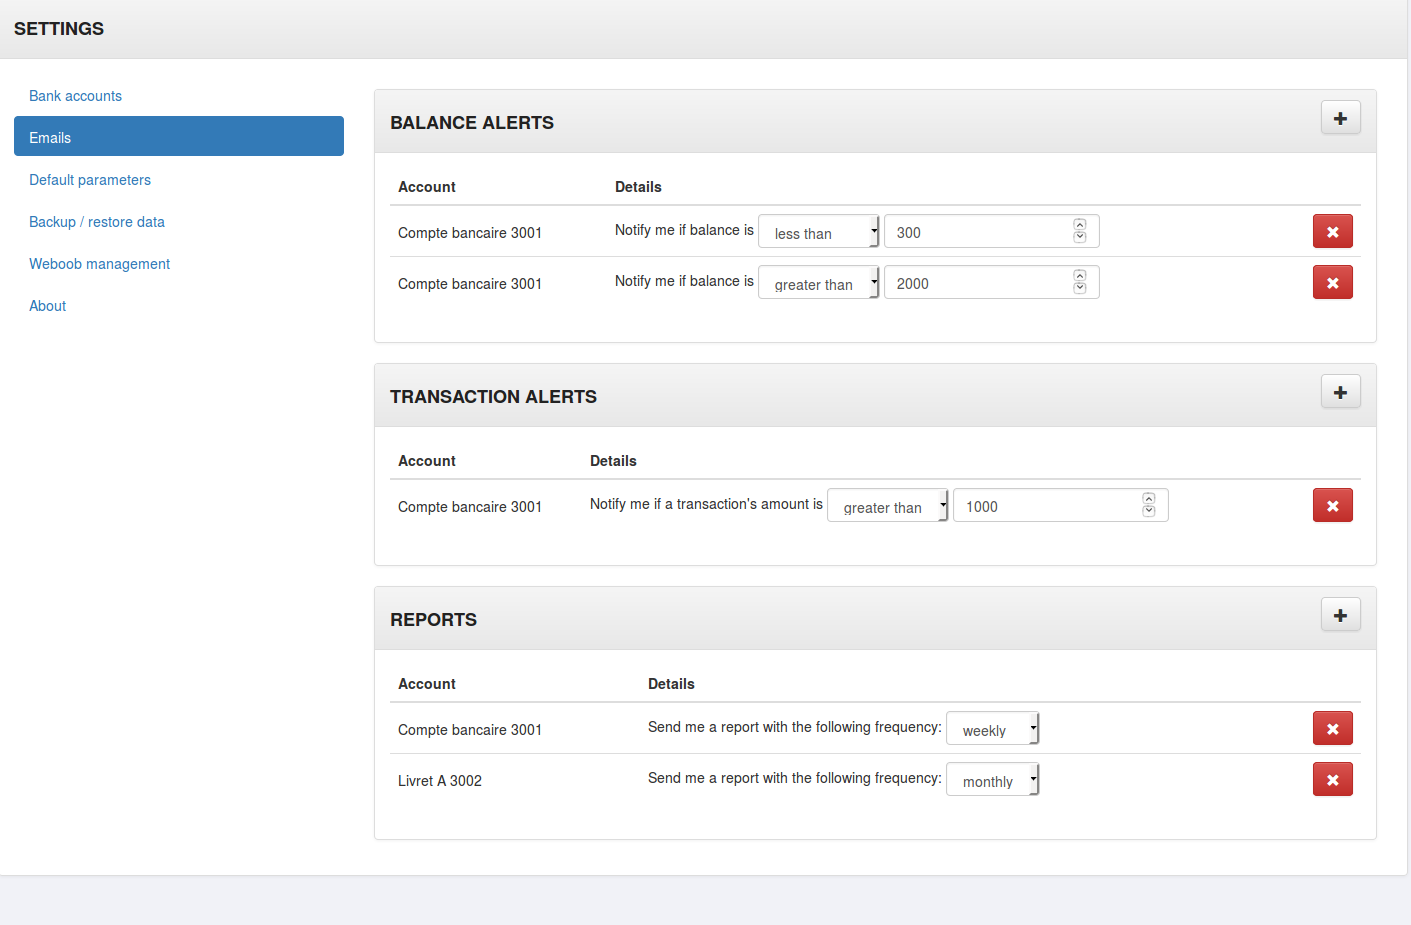 SETTINGS
Bank accounts
Emails
Default parameters
Backup / restore data
Weboob management
About
BALANCE ALERTS
Account Details
Compte bancaire 3001 Notify me if balance is less than 300
Compte bancaire 3001 Notify me if balance is greater than 2000
TRANSACTION ALERTS
Account Details
Compte bancaire 3001 Notify me if a transaction's amount is greater than 1000
REPORTS
Account Details
Compte bancaire 3001 Send me a report with the following frequency: weekly
Livret A 3002 Send me a report with the following frequency: monthly